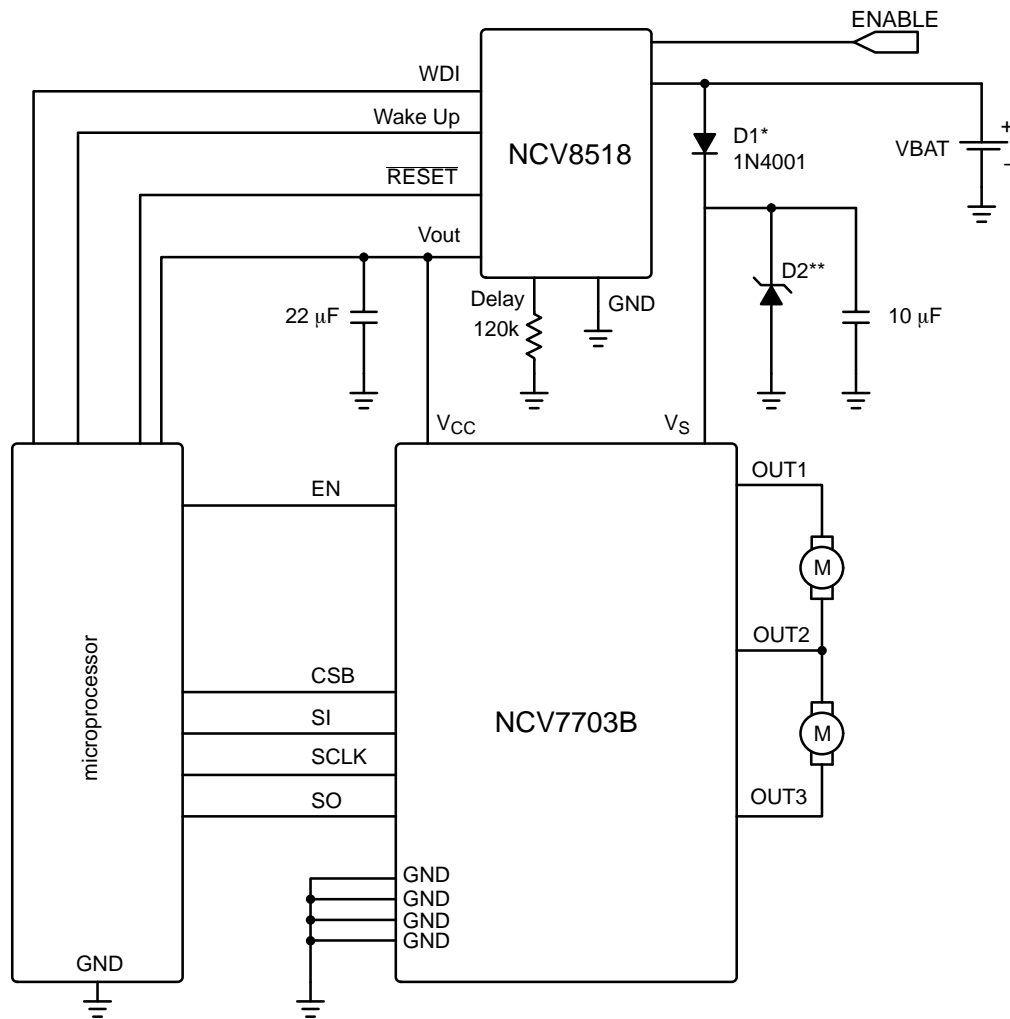 ENABLE
WDI
Wake Up
NCV8518
D1*
1N4001
VBAT
+
−
RESET
Vout
D2**
22 μF
Delay
120k
GND
10 μF
VCC
VS
OUT1
EN
M
OUT2
microprocessor
CSB
SI
SCLK
SO
NCV7703B
M
OUT3
GND
GND
GND
GND
GND